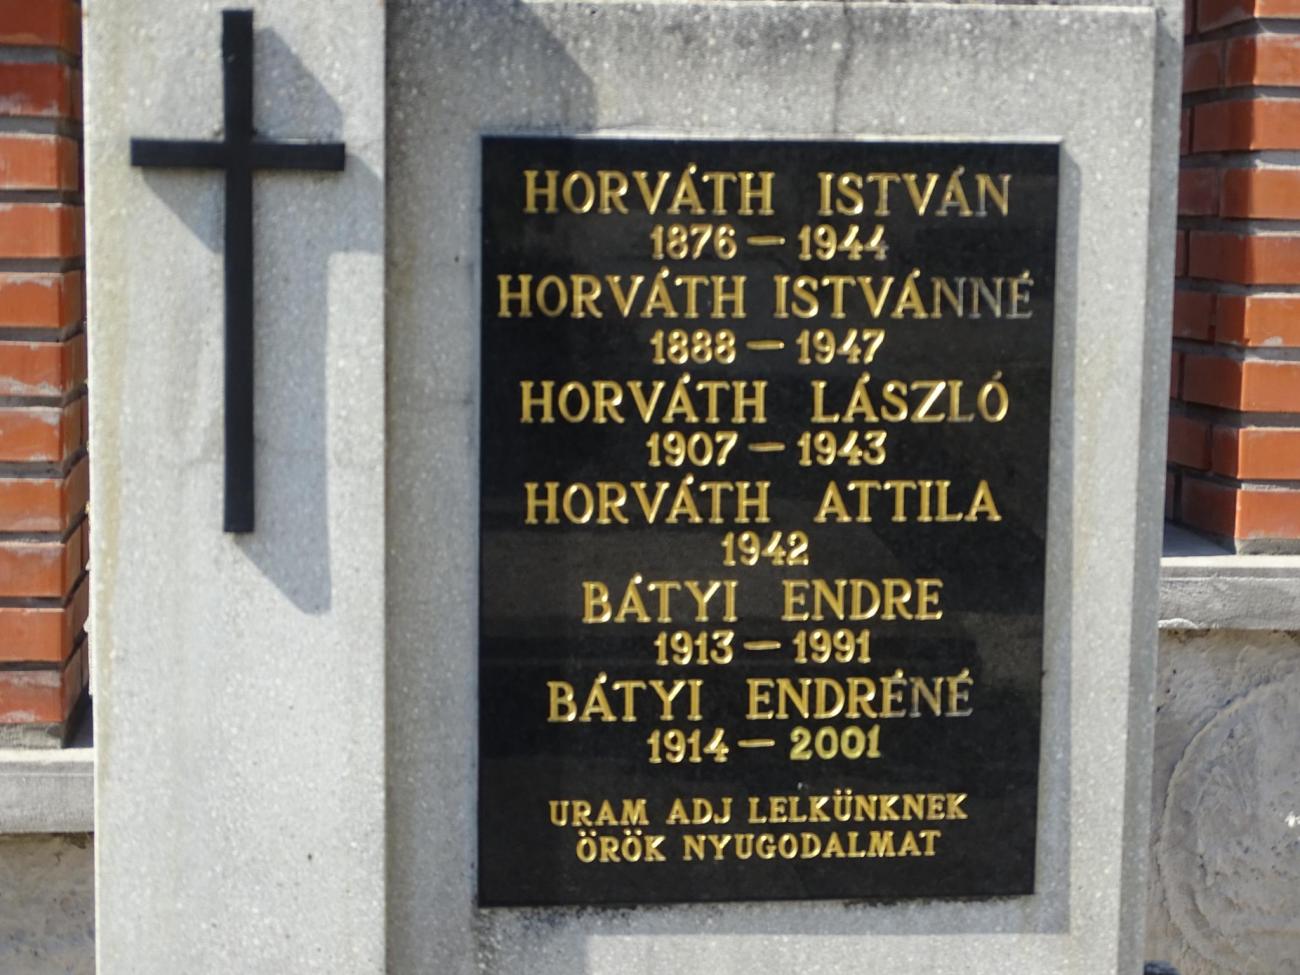 HORVÁTH ISTVÁN
1876 – 1944
HORVÁTH ISTVÁNNÉ
1888 – 1947
HORVÁTH LÁSZLÓ
1907 – 1943
HORVÁTH ATTILA
1942
BÁTYI ENDRE
1913 – 1991
BÁTYI ENDRÉNÉ
1914 – 2001
URAM ADJ LELKÜNKNEK
ÖRÖK NYUGODALMAT